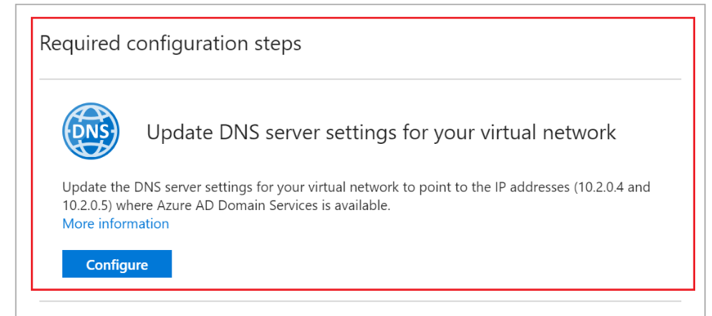 Required configuration steps
DNS
Update DNS server settings for your virtual network
Update the DNS server settings for your virtual network to point to the IP addresses (10.2.0.4 and
10.2.0.5) where Azure AD Domain Services is available.
More information
Configure